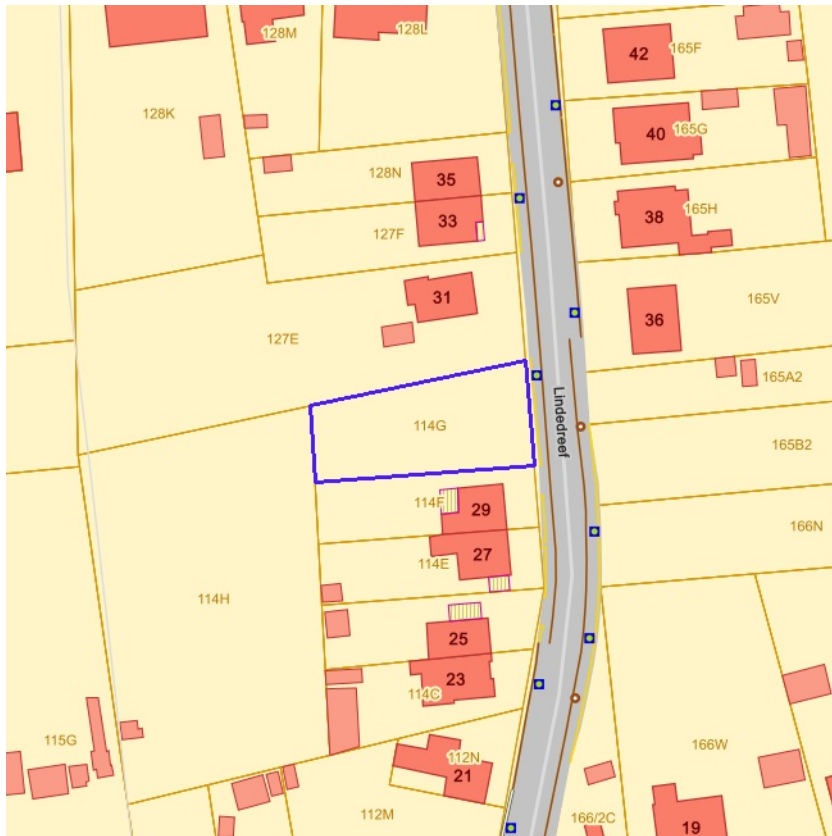 128M
128L
42
165F
128K
40
165G
128N
35
33
127F
38
165H
31
36
165V
127E
165A2
Lindedreef
114G
165B2
114F
29
166N
27
114E
114H
25
23
114C
115G
112N
21
166W
112M
166/2C
19